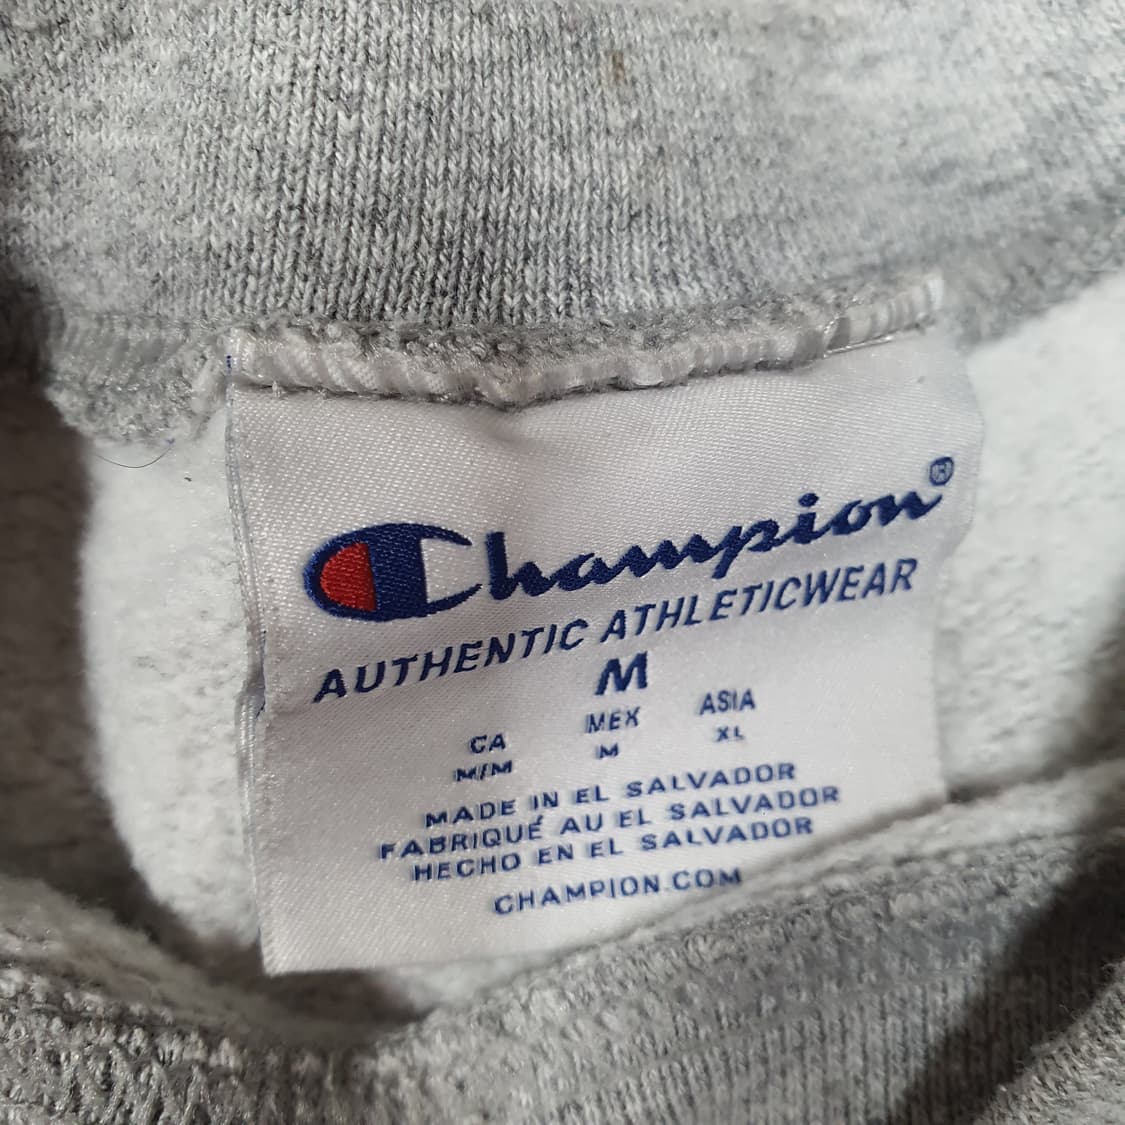 Champion®
AUTHENTIC ATHLETICWEAR
M
CA MEX ASIA
M/M M XL
MADE IN EL SALVADOR
FABRIQUÉ AU EL SALVADOR
HECHO EN EL SALVADOR
CHAMPION.COM